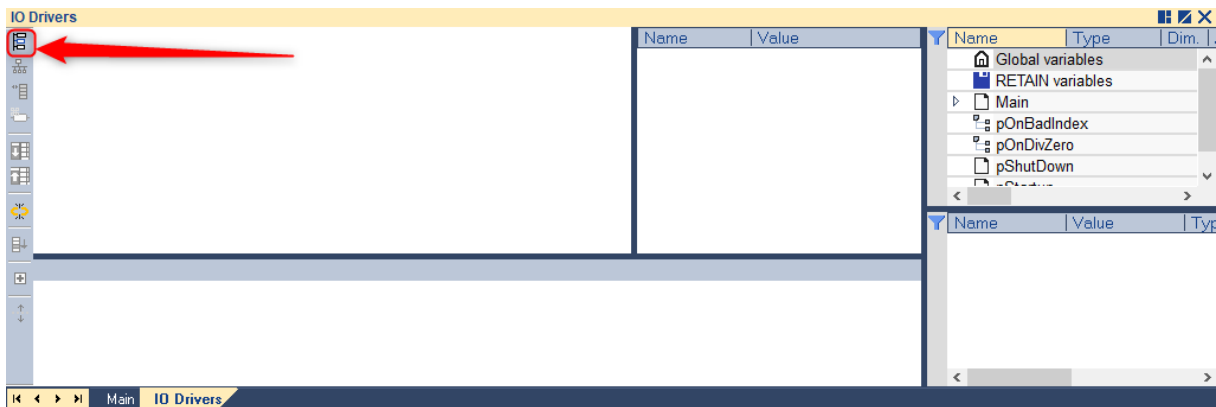 IO Drivers
Name Value
Name Type Dim.
Global variables
RETAIN variables
Main
pOnBadIndex
pOnDivZero
pShutDown
Name Value Typ
Main IO Drivers